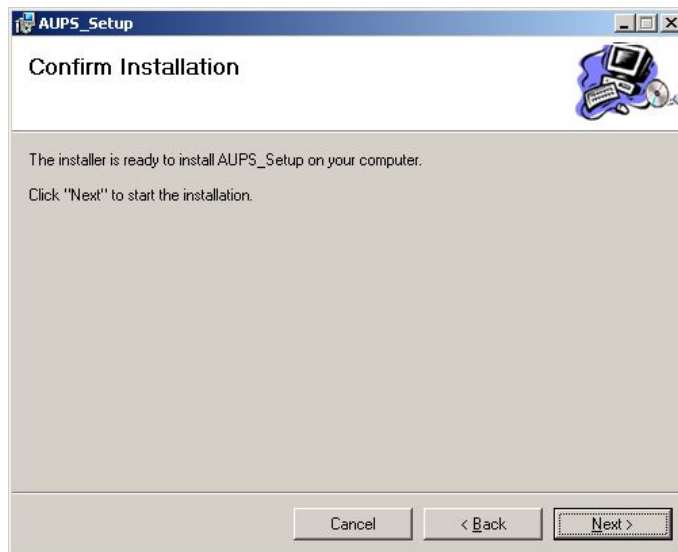 AUPS_Setup
Confirm Installation
The installer is ready to install AUPS_Setup on your computer.
Click "Next" to start the installation.
Cancel
< Back
Next >